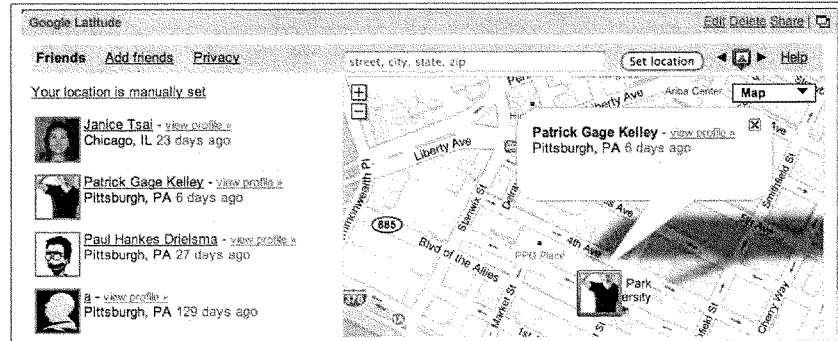 Google Latitude
Edit Delete Share |
Friends Add friends Privacy
street, city, state, zip
Set location
Help
Your location is manually set
Janice Tsai - view profile »
Chicago, IL 23 days ago
Patrick Gage Kelley - view profile »
Pittsburgh, PA 6 days ago
Paul Hankes Drielsma - view profile »
Pittsburgh, PA 27 days ago
a - view profile »
Pittsburgh, PA 129 days ago
Map
Ariba Center
Liberty Ave
Patrick Gage Kelley - view profile »
Pittsburgh, PA 6 days ago
Liberty Ave
Stanwix St
Smithfield St
885
5th Ave
4th Ave
Blvd of the Allies
PPG Place
Market St
Cherry Way